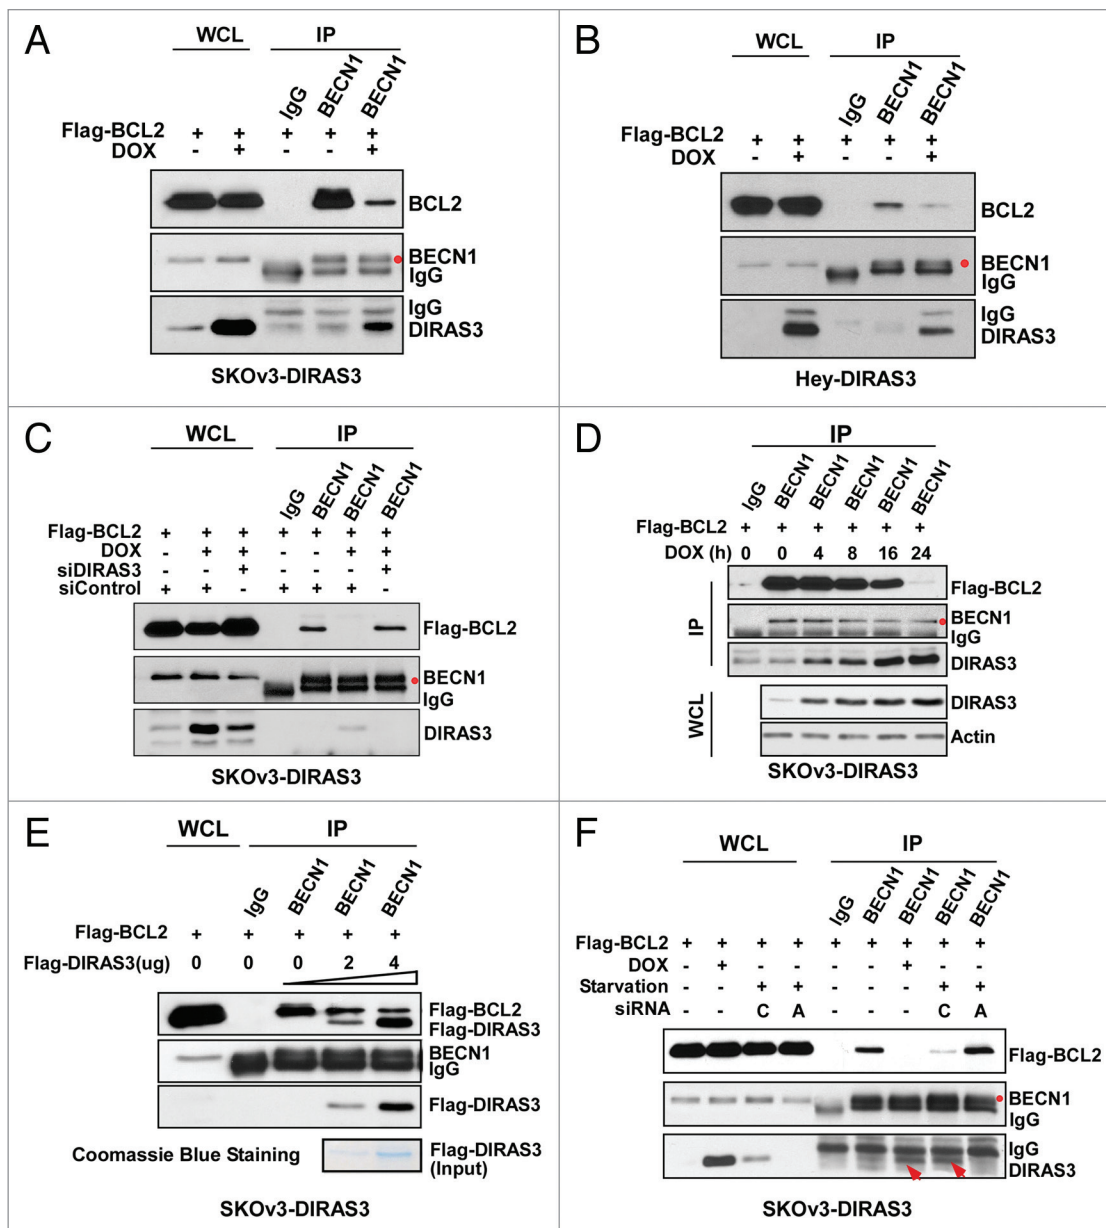 A
WCL IP
IgG BECN1 BECN1
Flag-BCL2 + + + + +
DOX - + - - +
BCL2
BECN1
IgG
IgG
DIRAS3
SKOv3-DIRAS3
B
WCL IP
IgG BECN1 BECN1
Flag-BCL2 + + + + +
DOX - + - - +
BCL2
BECN1
IgG
IgG
DIRAS3
Hey-DIRAS3
C
WCL IP
IgG BECN1 BECN1 BECN1
Flag-BCL2 + + + + + + +
DOX - + + - - + +
siDIRAS3 - - + - - - +
siControl + + - + + + -
Flag-BCL2
BECN1
IgG
DIRAS3
SKOv3-DIRAS3
D
IP
IgG BECN1 BECN1 BECN1 BECN1 BECN1
Flag-BCL2 + + + + + +
DOX (h) 0 0 4 8 16 24
IP
Flag-BCL2
BECN1
IgG
DIRAS3
WCL
DIRAS3
Actin
SKOv3-DIRAS3
E
WCL IP
IgG BECN1 BECN1 BECN1
Flag-BCL2 + + + + +
Flag-DIRAS3(ug) 0 0 0 2 4
Flag-BCL2
Flag-DIRAS3
BECN1
IgG
Flag-DIRAS3
Coomassie Blue Staining Flag-DIRAS3
(Input)
SKOv3-DIRAS3
F
WCL IP
IgG BECN1 BECN1 BECN1 BECN1
Flag-BCL2 + + + + + + + + +
DOX - + - - - - + - -
Starvation - - + + - - - + +
siRNA - - C A - - - C A
Flag-BCL2
BECN1
IgG
IgG
DIRAS3
SKOv3-DIRAS3